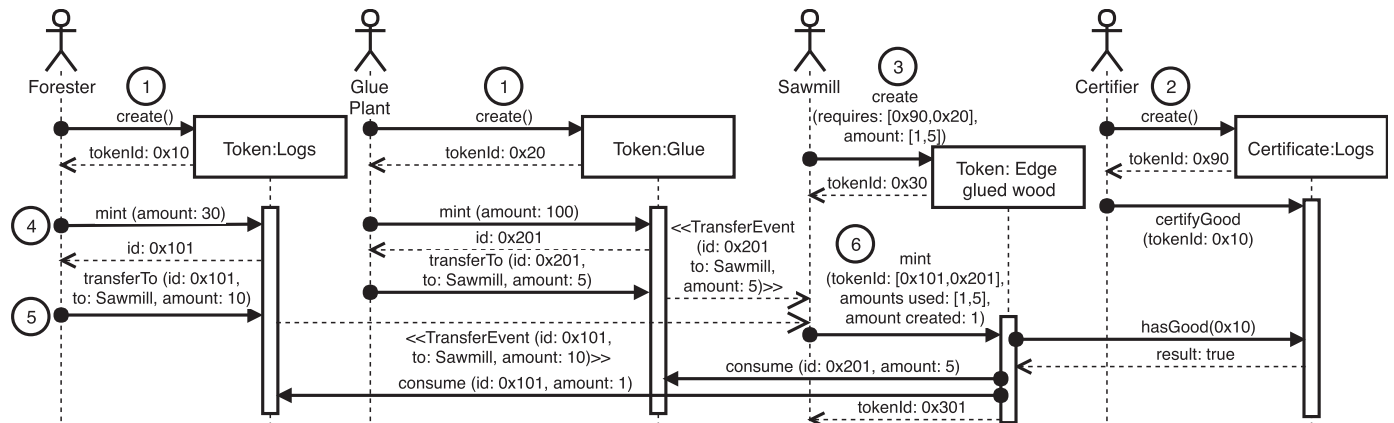 Forester
1
create()
tokenId: 0x10
Token:Logs
Glue
Plant
1
create()
tokenId: 0x20
Token:Glue
Sawmill
3
create
(requires: [0x90,0x20],
amount: [1,5])
tokenId: 0x30
Token: Edge
glued wood
Certifier
2
create()
tokenId: 0x90
Certificate:Logs
4
mint (amount: 30)
id: 0x101
transferTo (id: 0x101,
to: Sawmill, amount: 10)
5
mint (amount: 100)
id: 0x201
transferTo (id: 0x201,
to: Sawmill, amount: 5)
<<TransferEvent
(id: 0x201
to: Sawmill,
amount: 5)>>
6
mint
(tokenId: [0x101,0x201],
amounts used: [1,5],
amount created: 1)
certifyGood
(tokenId: 0x10)
<<TransferEvent (id: 0x101,
to: Sawmill, amount: 10)>>
hasGood(0x10)
result: true
consume (id: 0x201, amount: 5)
consume (id: 0x101, amount: 1)
tokenId: 0x301